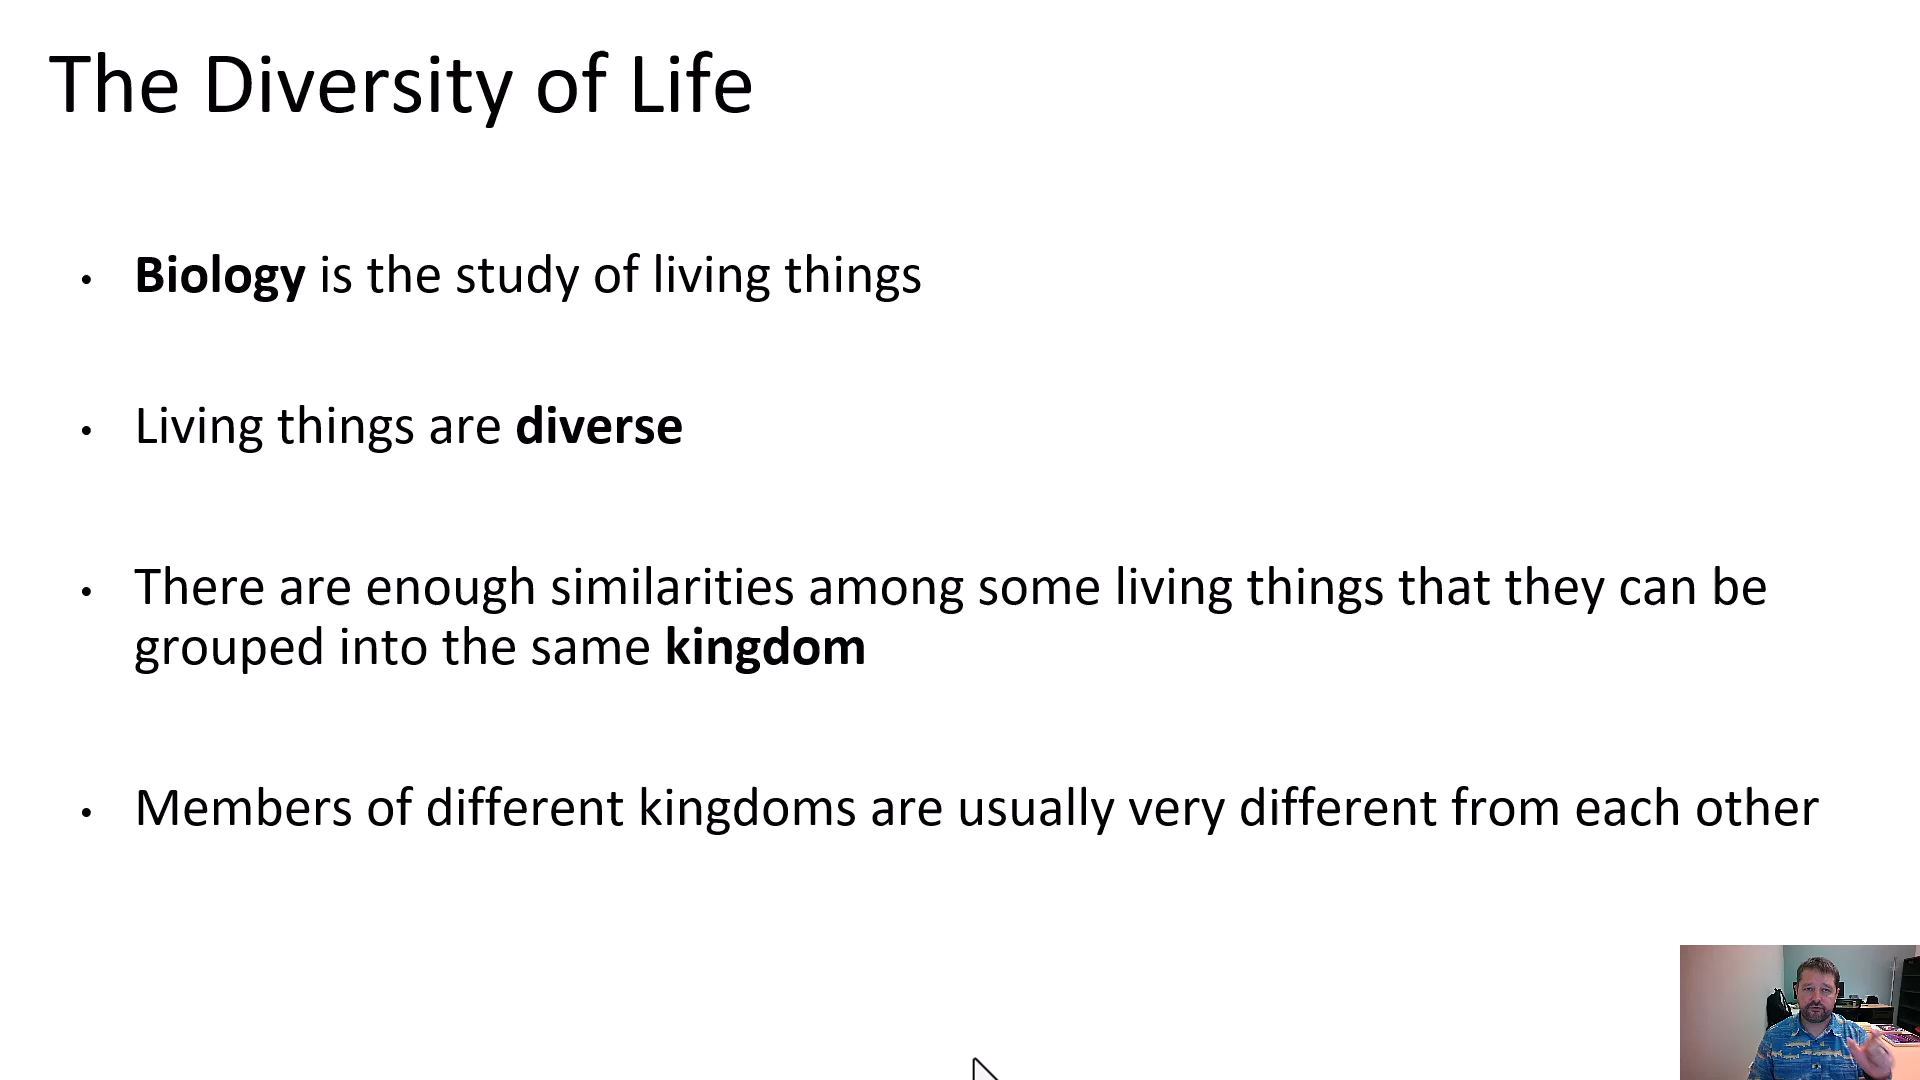 The Diversity of Life
• Biology is the study of living things
• Living things are diverse
• There are enough similarities among some living things that they can be
grouped into the same kingdom
• Members of different kingdoms are usually very different from each other